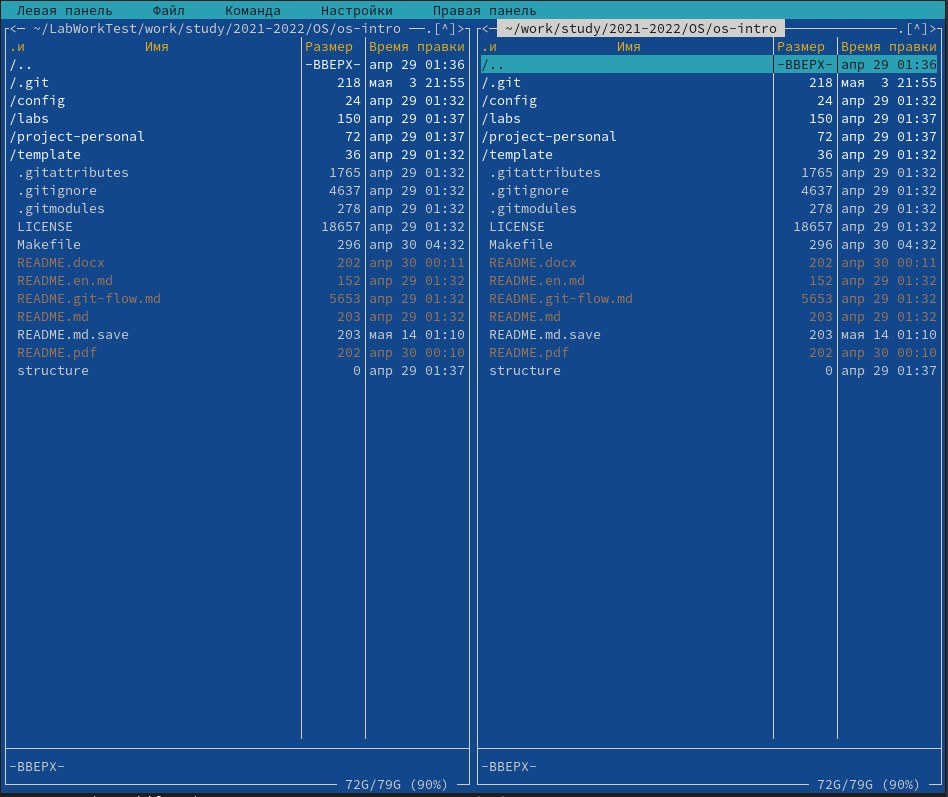 Левая панель Файл Команда Настройки Правая панель
<─ ~/LabWorkTest/work/study/2021-2022/OS/os-intro ──.[^]> <─ ~/work/study/2021-2022/OS/os-intro ──.[^]>
.и Имя Размер Время правки .и Имя Размер Время правки
/.. -ВВЕРХ- апр 29 01:36 /.. -ВВЕРХ- апр 29 01:36
/.git 218 мая 3 21:55 /.git 218 мая 3 21:55
/config 24 апр 29 01:32 /config 24 апр 29 01:32
/labs 150 апр 29 01:37 /labs 150 апр 29 01:37
/project-personal 72 апр 29 01:37 /project-personal 72 апр 29 01:37
/template 36 апр 29 01:32 /template 36 апр 29 01:32
.gitattributes 1765 апр 29 01:32 .gitattributes 1765 апр 29 01:32
.gitignore 4637 апр 29 01:32 .gitignore 4637 апр 29 01:32
.gitmodules 278 апр 29 01:32 .gitmodules 278 апр 29 01:32
LICENSE 18657 апр 29 01:32 LICENSE 18657 апр 29 01:32
Makefile 296 апр 30 04:32 Makefile 296 апр 30 04:32
README.docx 202 апр 30 00:11 README.docx 202 апр 30 00:11
README.en.md 152 апр 29 01:32 README.en.md 152 апр 29 01:32
README.git-flow.md 5653 апр 29 01:32 README.git-flow.md 5653 апр 29 01:32
README.md 203 апр 29 01:32 README.md 203 апр 29 01:32
README.md.save 203 мая 14 01:10 README.md.save 203 мая 14 01:10
README.pdf 202 апр 30 00:10 README.pdf 202 апр 30 00:10
structure 0 апр 29 01:37 structure 0 апр 29 01:37
-ВВЕРХ- -ВВЕРХ-
72G/79G (90%) 72G/79G (90%)